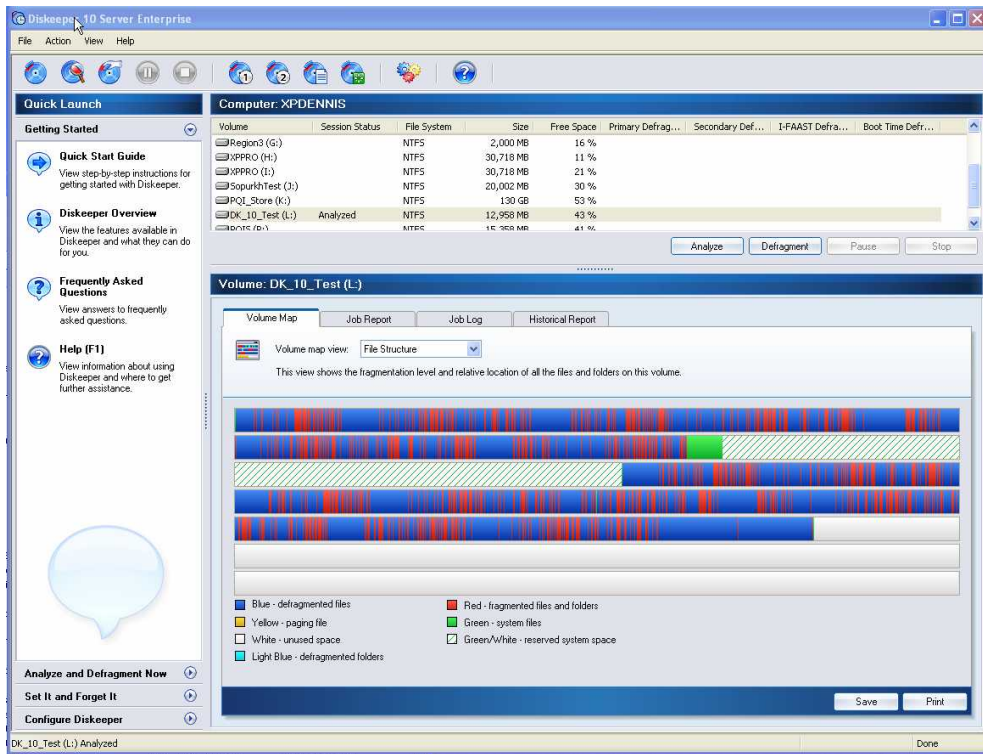 Diskeeper 10 Server Enterprise
File Action View Help
1 2
Quick Launch
Getting Started
Quick Start Guide
View step-by-step instructions for
getting started with Diskeeper.
Diskeeper Overview
View the features available in
Diskeeper and what they can do
for you.
Frequently Asked
Questions
View answers to frequently
asked questions.
Help (F1)
View information about using
Diskeeper and where to get
further assistance.
Analyze and Defragment Now
Set It and Forget It
Configure Diskeeper
Computer: XPDENNIS
Volume Session Status File System Size Free Space Primary Defrag... Secondary Def... I-FAAST Defra... Boot Time Defr...
Region3 (G:) NTFS 2,000 MB 16 %
XPPRO (H:) NTFS 30,718 MB 11 %
XPPRO (I:) NTFS 30,718 MB 21 %
SopurkhTest (J:) NTFS 20,002 MB 30 %
PQI_Store (K:) NTFS 130 GB 53 %
DK_10_Test (L:) Analyzed NTFS 12,958 MB 43 %
NTFS 15,358 MB 41 %
Analyze Defragment Pause Stop
Volume: DK_10_Test (L:)
Volume Map Job Report Job Log Historical Report
Volume map view: File Structure
This view shows the fragmentation level and relative location of all the files and folders on this volume.
Blue - defragmented files Red - fragmented files and folders
Yellow - paging file Green - system files
White - unused space Green/White - reserved system space
Light Blue - defragmented folders
Save Print
DK_10_Test (L:) Analyzed Done